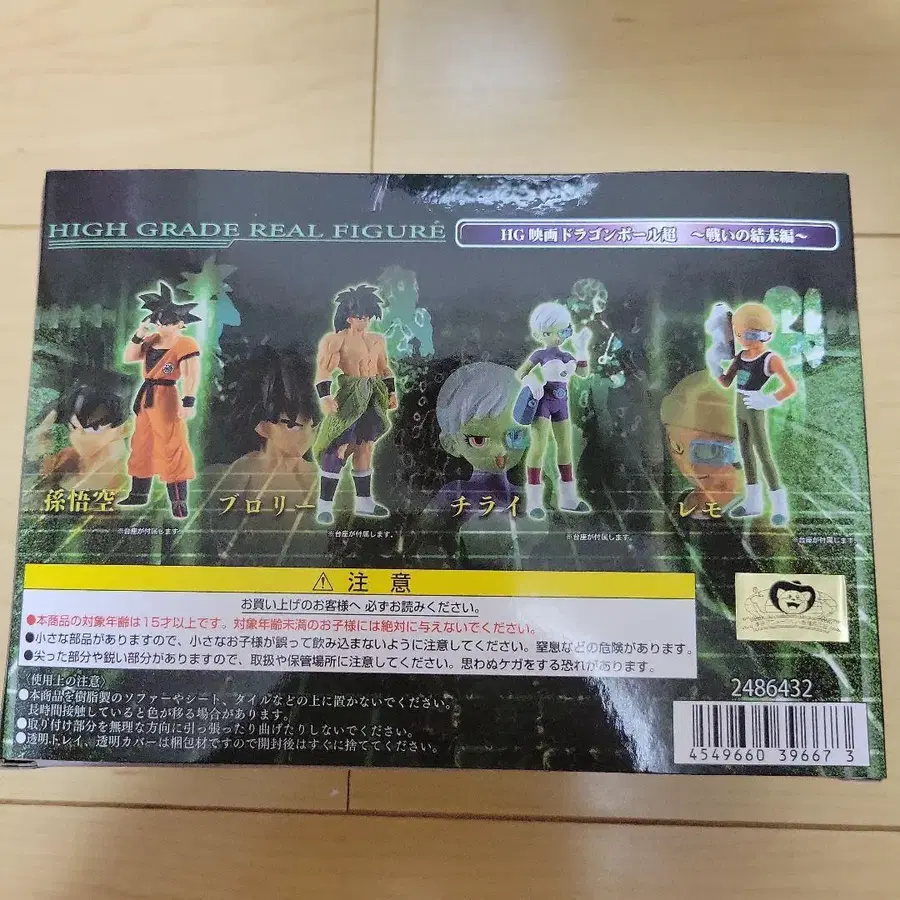 HIGH GRADE REAL FIGURE
HG 映画ドラゴンボール超 ～戦いの結末編～
孫悟空
ブロリー
チライ
レモ
※台座が付属します。
※台座が付属します。
※台座が付属します。
※台座が付属します。
⚠ 注意
お買い上げのお客様へ 必ずお読みください。
●本商品の対象年齢は15才以上です。対象年齢未満のお子様には絶対に与えないでください。
●小さな部品がありますので、小さなお子様が誤って飲み込まないように注意してください。窒息などの危険があります。
●尖った部分や鋭い部分がありますので、取扱や保管場所に注意してください。思わぬケガをする恐れがあります。
〈使用上の注意〉
●本商品を樹脂製のソファーやシート、タイルなどの上に置かないでください。
長時間接触していると色が移る場合があります。
●取り付け部分を無理な方向に引っ張ったり曲げたりしないでください。
●透明トレイ、透明カバーは梱包材ですので開封後はすぐに捨ててください。
2486432
4549660 39667 3